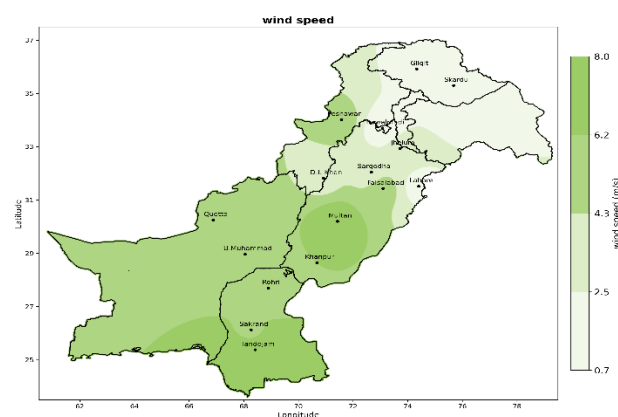 wind speed
37
35
33
31
29
27
25
Latitude
62
64
66
68
70
72
74
76
78
Longitude
Gilgit
Skardu
Peshawar
Jhelum
D.I. Khan
Sargodha
Faisalabad
Lahore
Quetta
Multan
D.Muhammad
Khanpur
Rohri
Sakrand
Tandojam
8.0
6.2
4.3
2.5
0.7
wind speed (m/s)